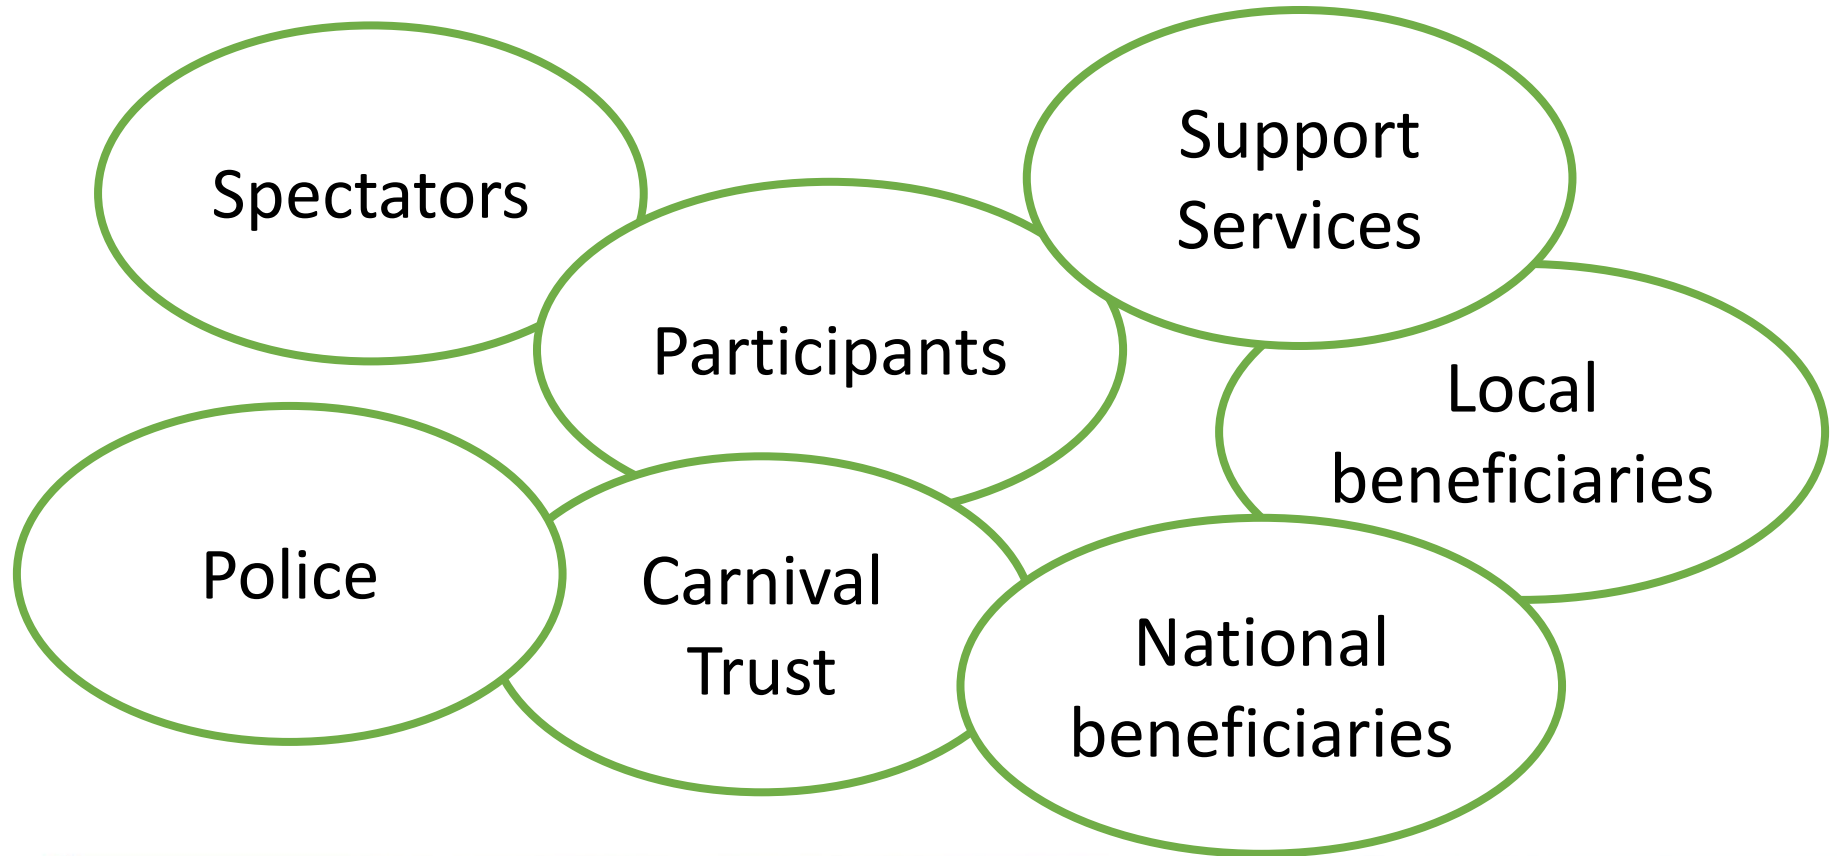 Spectators
Support
Services
Participants
Local
beneficiaries
Police
Carnival
Trust
National
beneficiaries